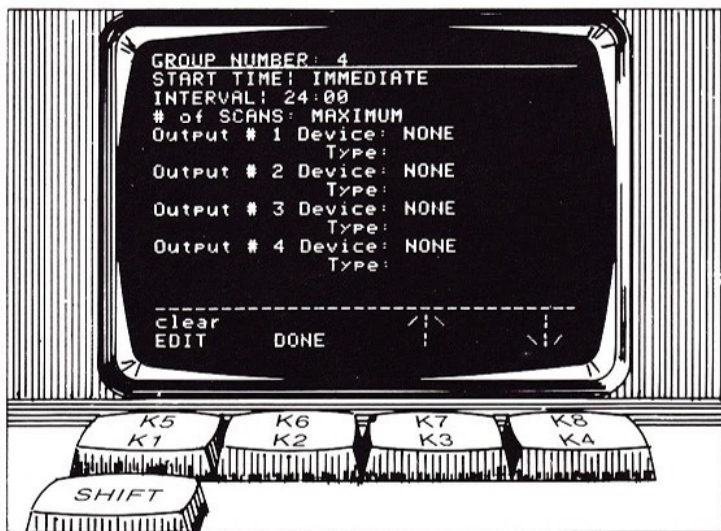 GROUP NUMBER: 4
START TIME: IMMEDIATE
INTERVAL: 24:00
# of SCANS: MAXIMUM
Output # 1 Device: NONE
Type:
Output # 2 Device: NONE
Type:
Output # 3 Device: NONE
Type:
Output # 4 Device: NONE
Type:
clear
EDIT DONE
K5 K6 K7 K8
K1 K2 K3 K4
SHIFT